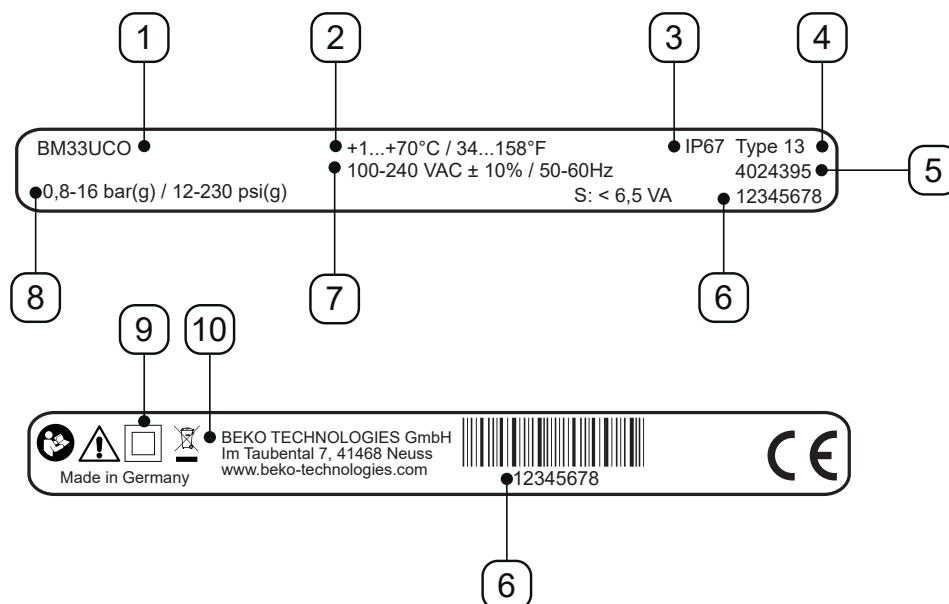 1 2 3 4
BM33UCO +1...+70°C / 34...158°F IP67 Type 13
100-240 VAC ± 10% / 50-60Hz 4024395 5
0,8-16 bar(g) / 12-230 psi(g) S: < 6,5 VA 12345678
8 7 6
9 10
BEKO TECHNOLOGIES GmbH
Im Taubental 7, 41468 Neuss
www.beko-technologies.com
Made in Germany
12345678
CE
6